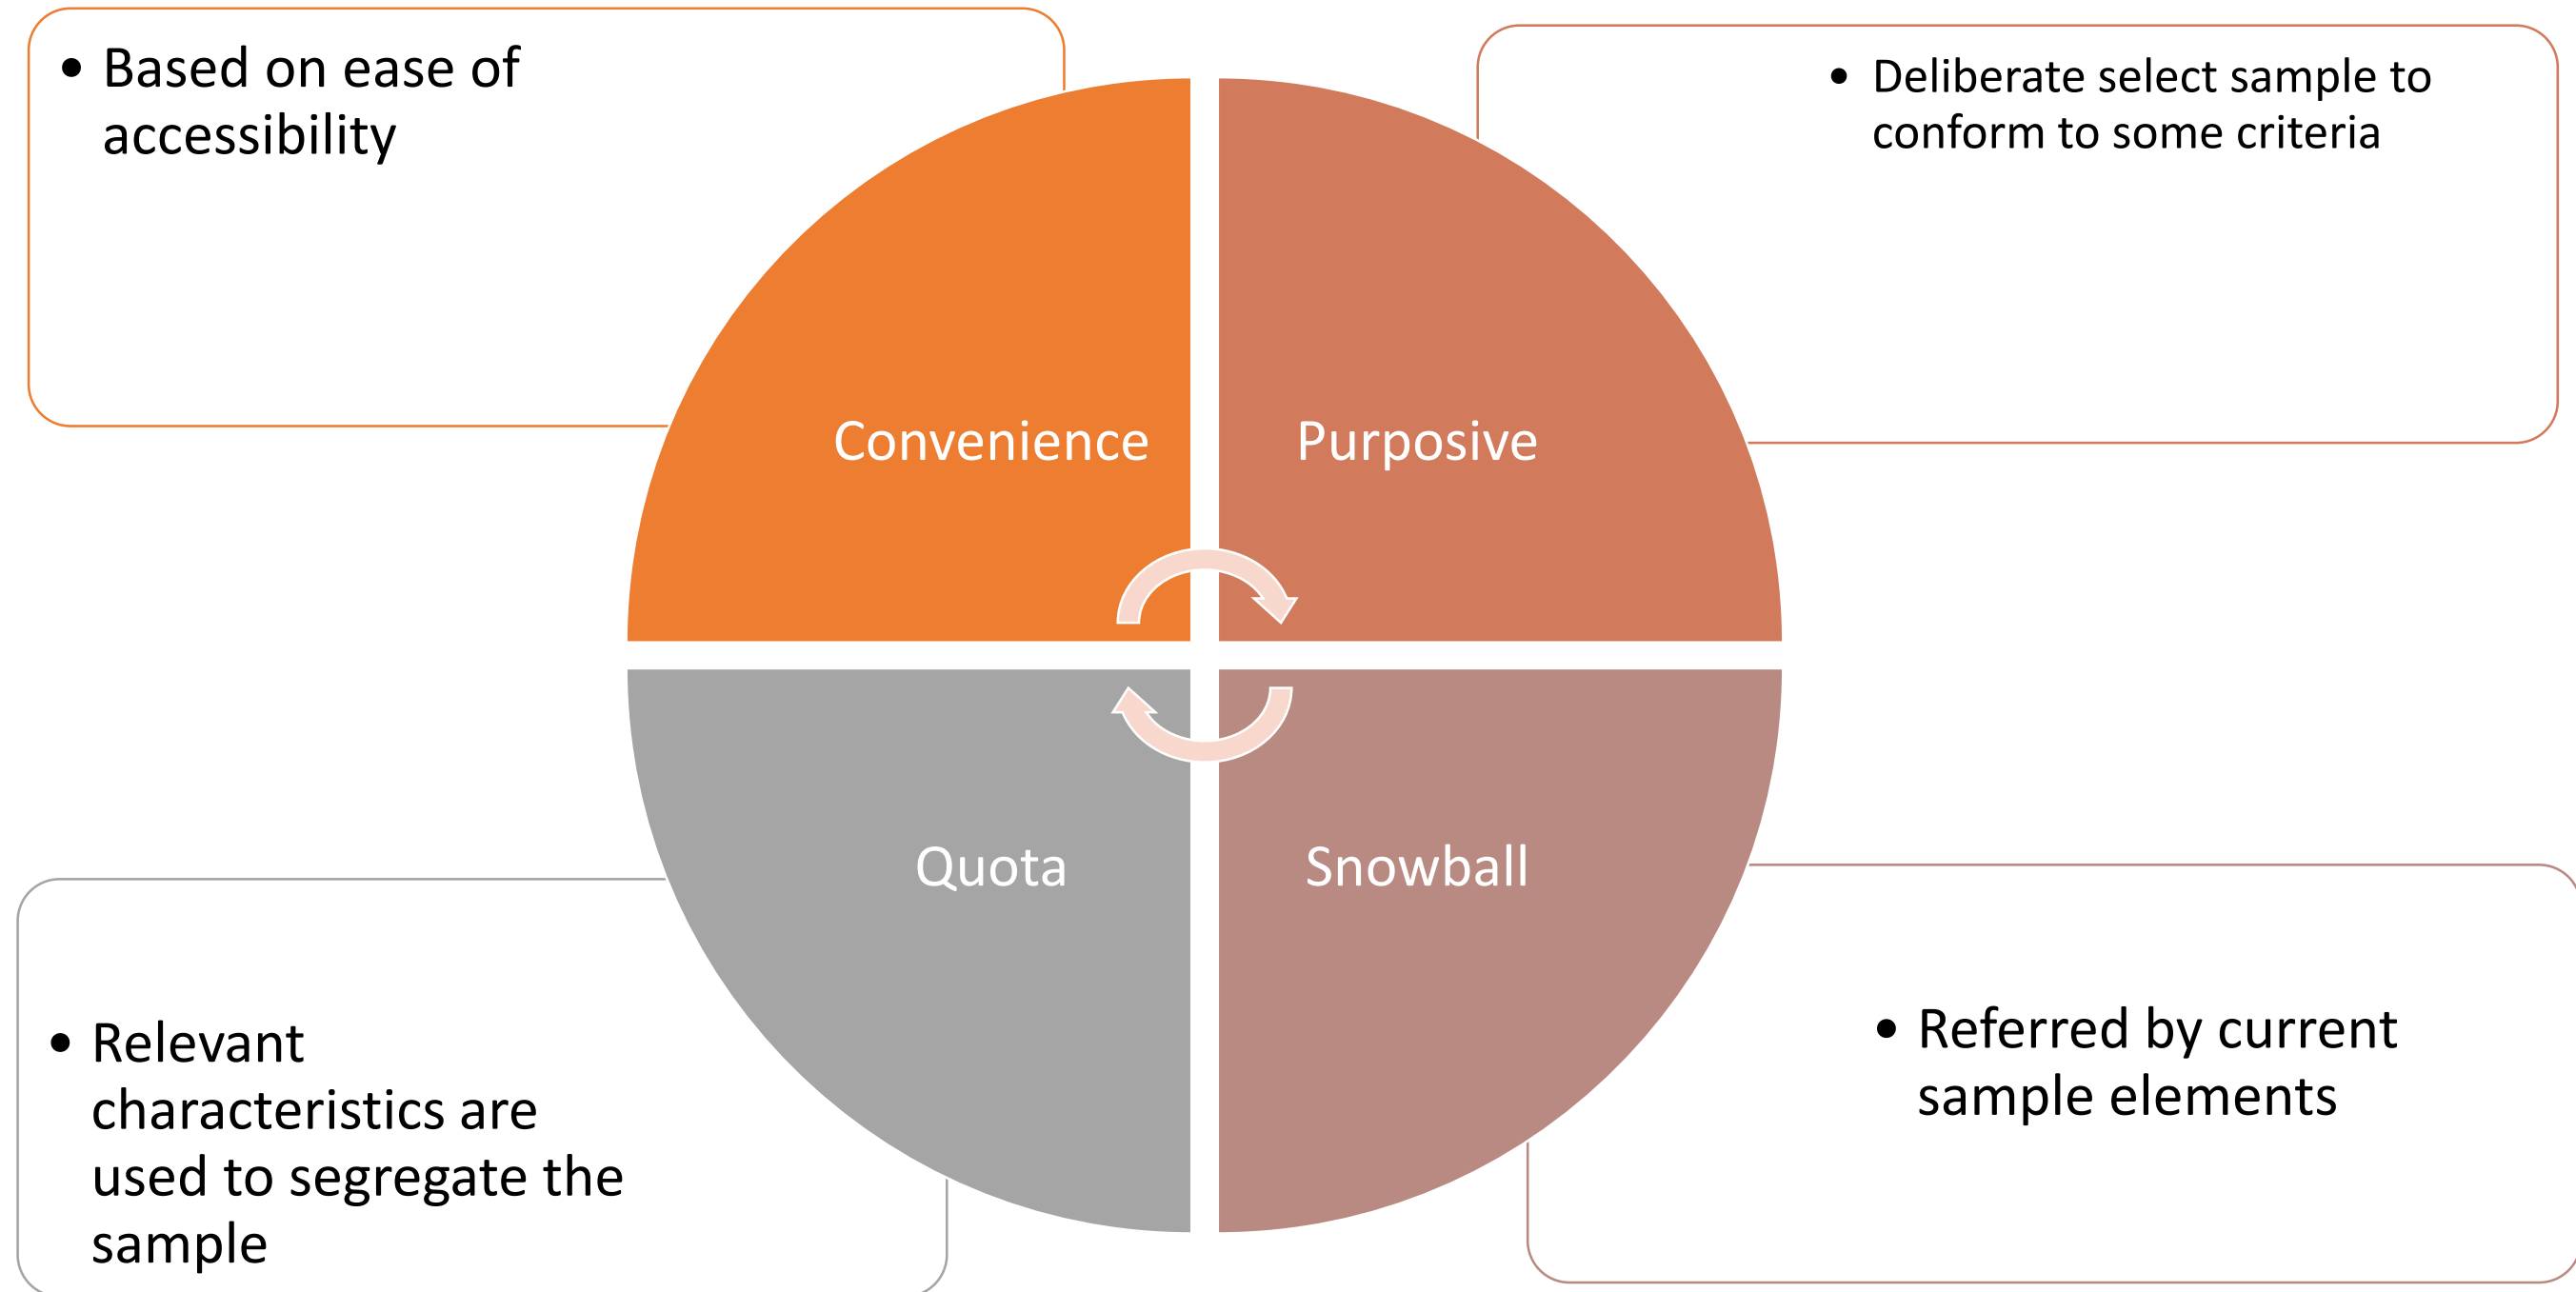 • Based on ease of
accessibility
• Deliberate select sample to
conform to some criteria
Convenience
Purposive
Quota
Snowball
• Relevant
characteristics are
used to segregate the
sample
• Referred by current
sample elements